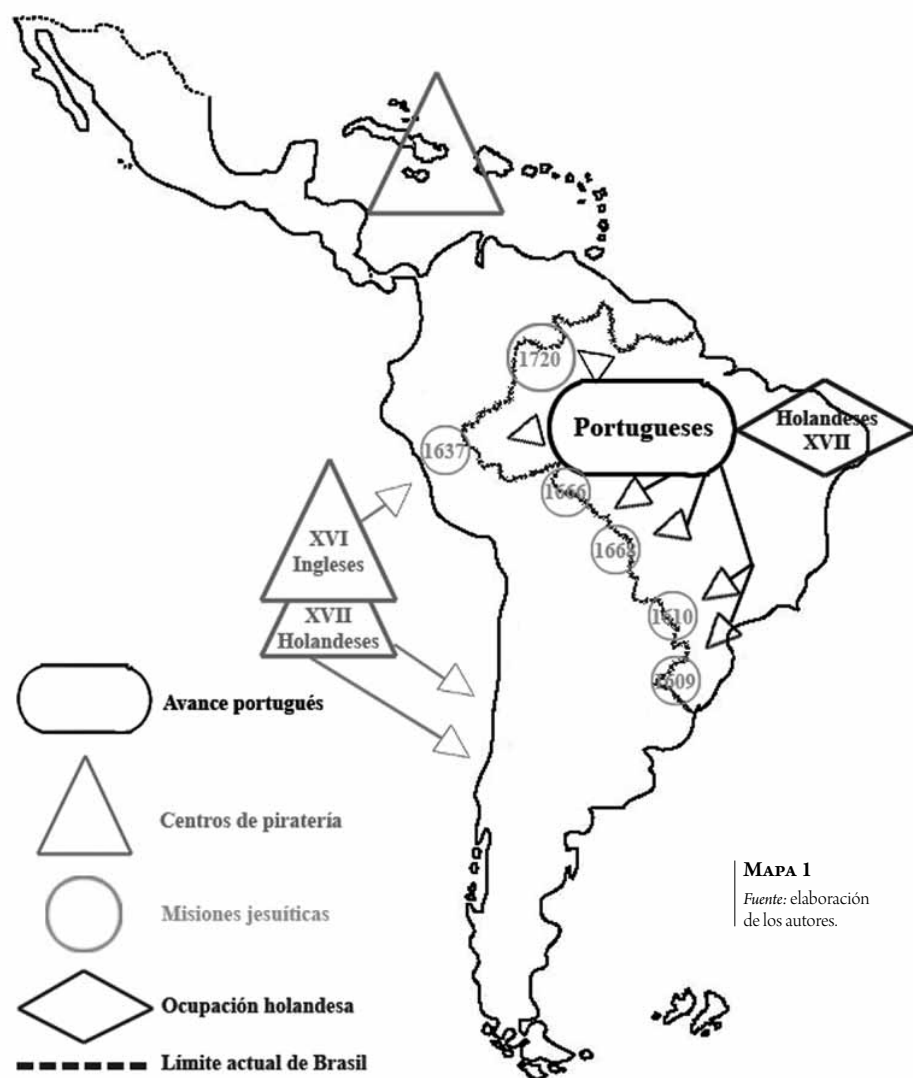 1720
Portugueses
Holandeses
XVII
1637
1666
XVI
Ingleses
XVII
Holandeses
1610
1609
Avance portugués
Centros de piratería
Misiones jesuíticas
Ocupación holandesa
Límite actual de Brasil
MAPA 1
Fuente: elaboración
de los autores.